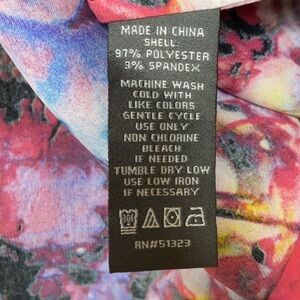 MADE IN CHINA
SHELL:
97% POLYESTER
3% SPANDEX
MACHINE WASH
COLD WITH
LIKE COLORS
GENTLE CYCLE
USE ONLY
NON CHLORINE
BLEACH
IF NEEDED
TUMBLE DRY LOW
USE LOW IRON
IF NECESSARY
RN#51323